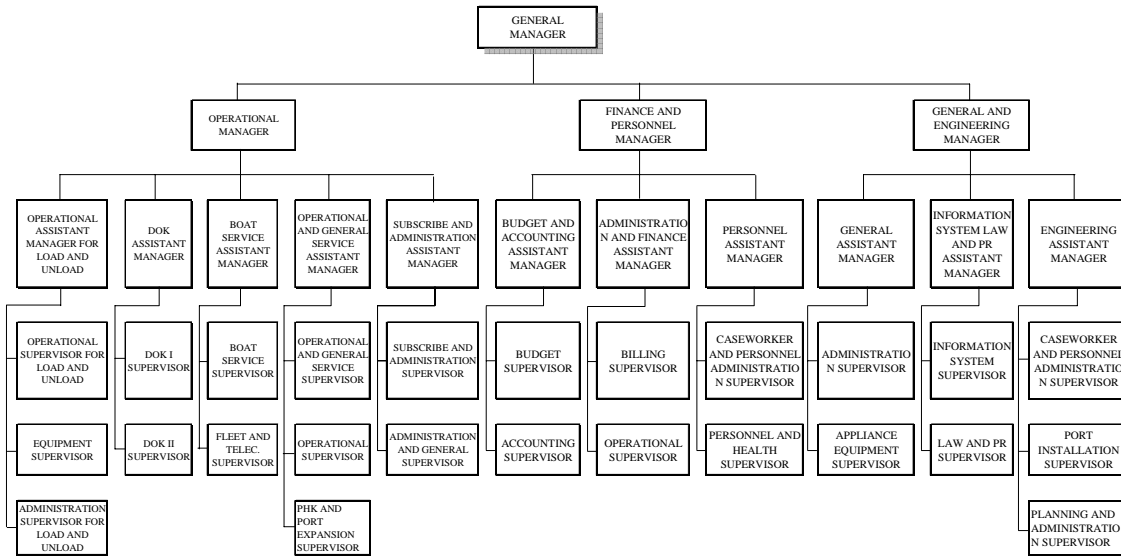 GENERAL
MANAGER
OPERATIONAL
MANAGER
FINANCE AND
PERSONNEL
MANAGER
GENERAL AND
ENGINEERING
MANAGER
OPERATIONAL
ASSISTANT
MANAGER FOR
LOAD AND
UNLOAD
DOK
ASSISTANT
MANAGER
BOAT
SERVICE
ASSISTANT
MANAGER
OPERATIONAL
AND GENERAL
SERVICE
ASSISTANT
MANAGER
SUBSCRIBE AND
ADMINISTRATION
ASSISTANT
MANAGER
BUDGET AND
ACCOUNTING
ASSISTANT
MANAGER
ADMINISTRATIO
N AND FINANCE
ASSISTANT
MANAGER
PERSONNEL
ASSISTANT
MANAGER
GENERAL
ASSISTANT
MANAGER
INFORMATION
SYSTEM LAW
AND PR
ASSISTANT
MANAGER
ENGINEERING
ASSISTANT
MANAGER
OPERATIONAL
SUPERVISOR FOR
LOAD AND
UNLOAD
DOK I
SUPERVISOR
BOAT
SERVICE
SUPERVISOR
OPERATIONAL
AND GENERAL
SERVICE
SUPERVISOR
SUBSCRIBE AND
ADMINISTRATION
SUPERVISOR
BUDGET
SUPERVISOR
BILLING
SUPERVISOR
CASEWORKER
AND PERSONNEL
ADMINISTRATIO
N SUPERVISOR
ADMINISTRATIO
N SUPERVISOR
INFORMATION
SYSTEM
SUPERVISOR
CASEWORKER
AND PERSONNEL
ADMINISTRATIO
N SUPERVISOR
EQUIPMENT
SUPERVISOR
DOK II
SUPERVISOR
FLEET AND
TELEC.
SUPERVISOR
OPERATIONAL
SUPERVISOR
ADMINISTRATION
AND GENERAL
SUPERVISOR
ACCOUNTING
SUPERVISOR
OPERATIONAL
SUPERVISOR
PERSONNEL AND
HEALTH
SUPERVISOR
APPLIANCE
EQUIPMENT
SUPERVISOR
LAW AND PR
SUPERVISOR
PORT
INSTALLATION
SUPERVISOR
ADMINISTRATION
SUPERVISOR FOR
LOAD AND
UNLOAD
PHK AND
PORT
EXPANSION
SUPERVISOR
PLANNING AND
ADMINISTRATIO
N SUPERVISOR